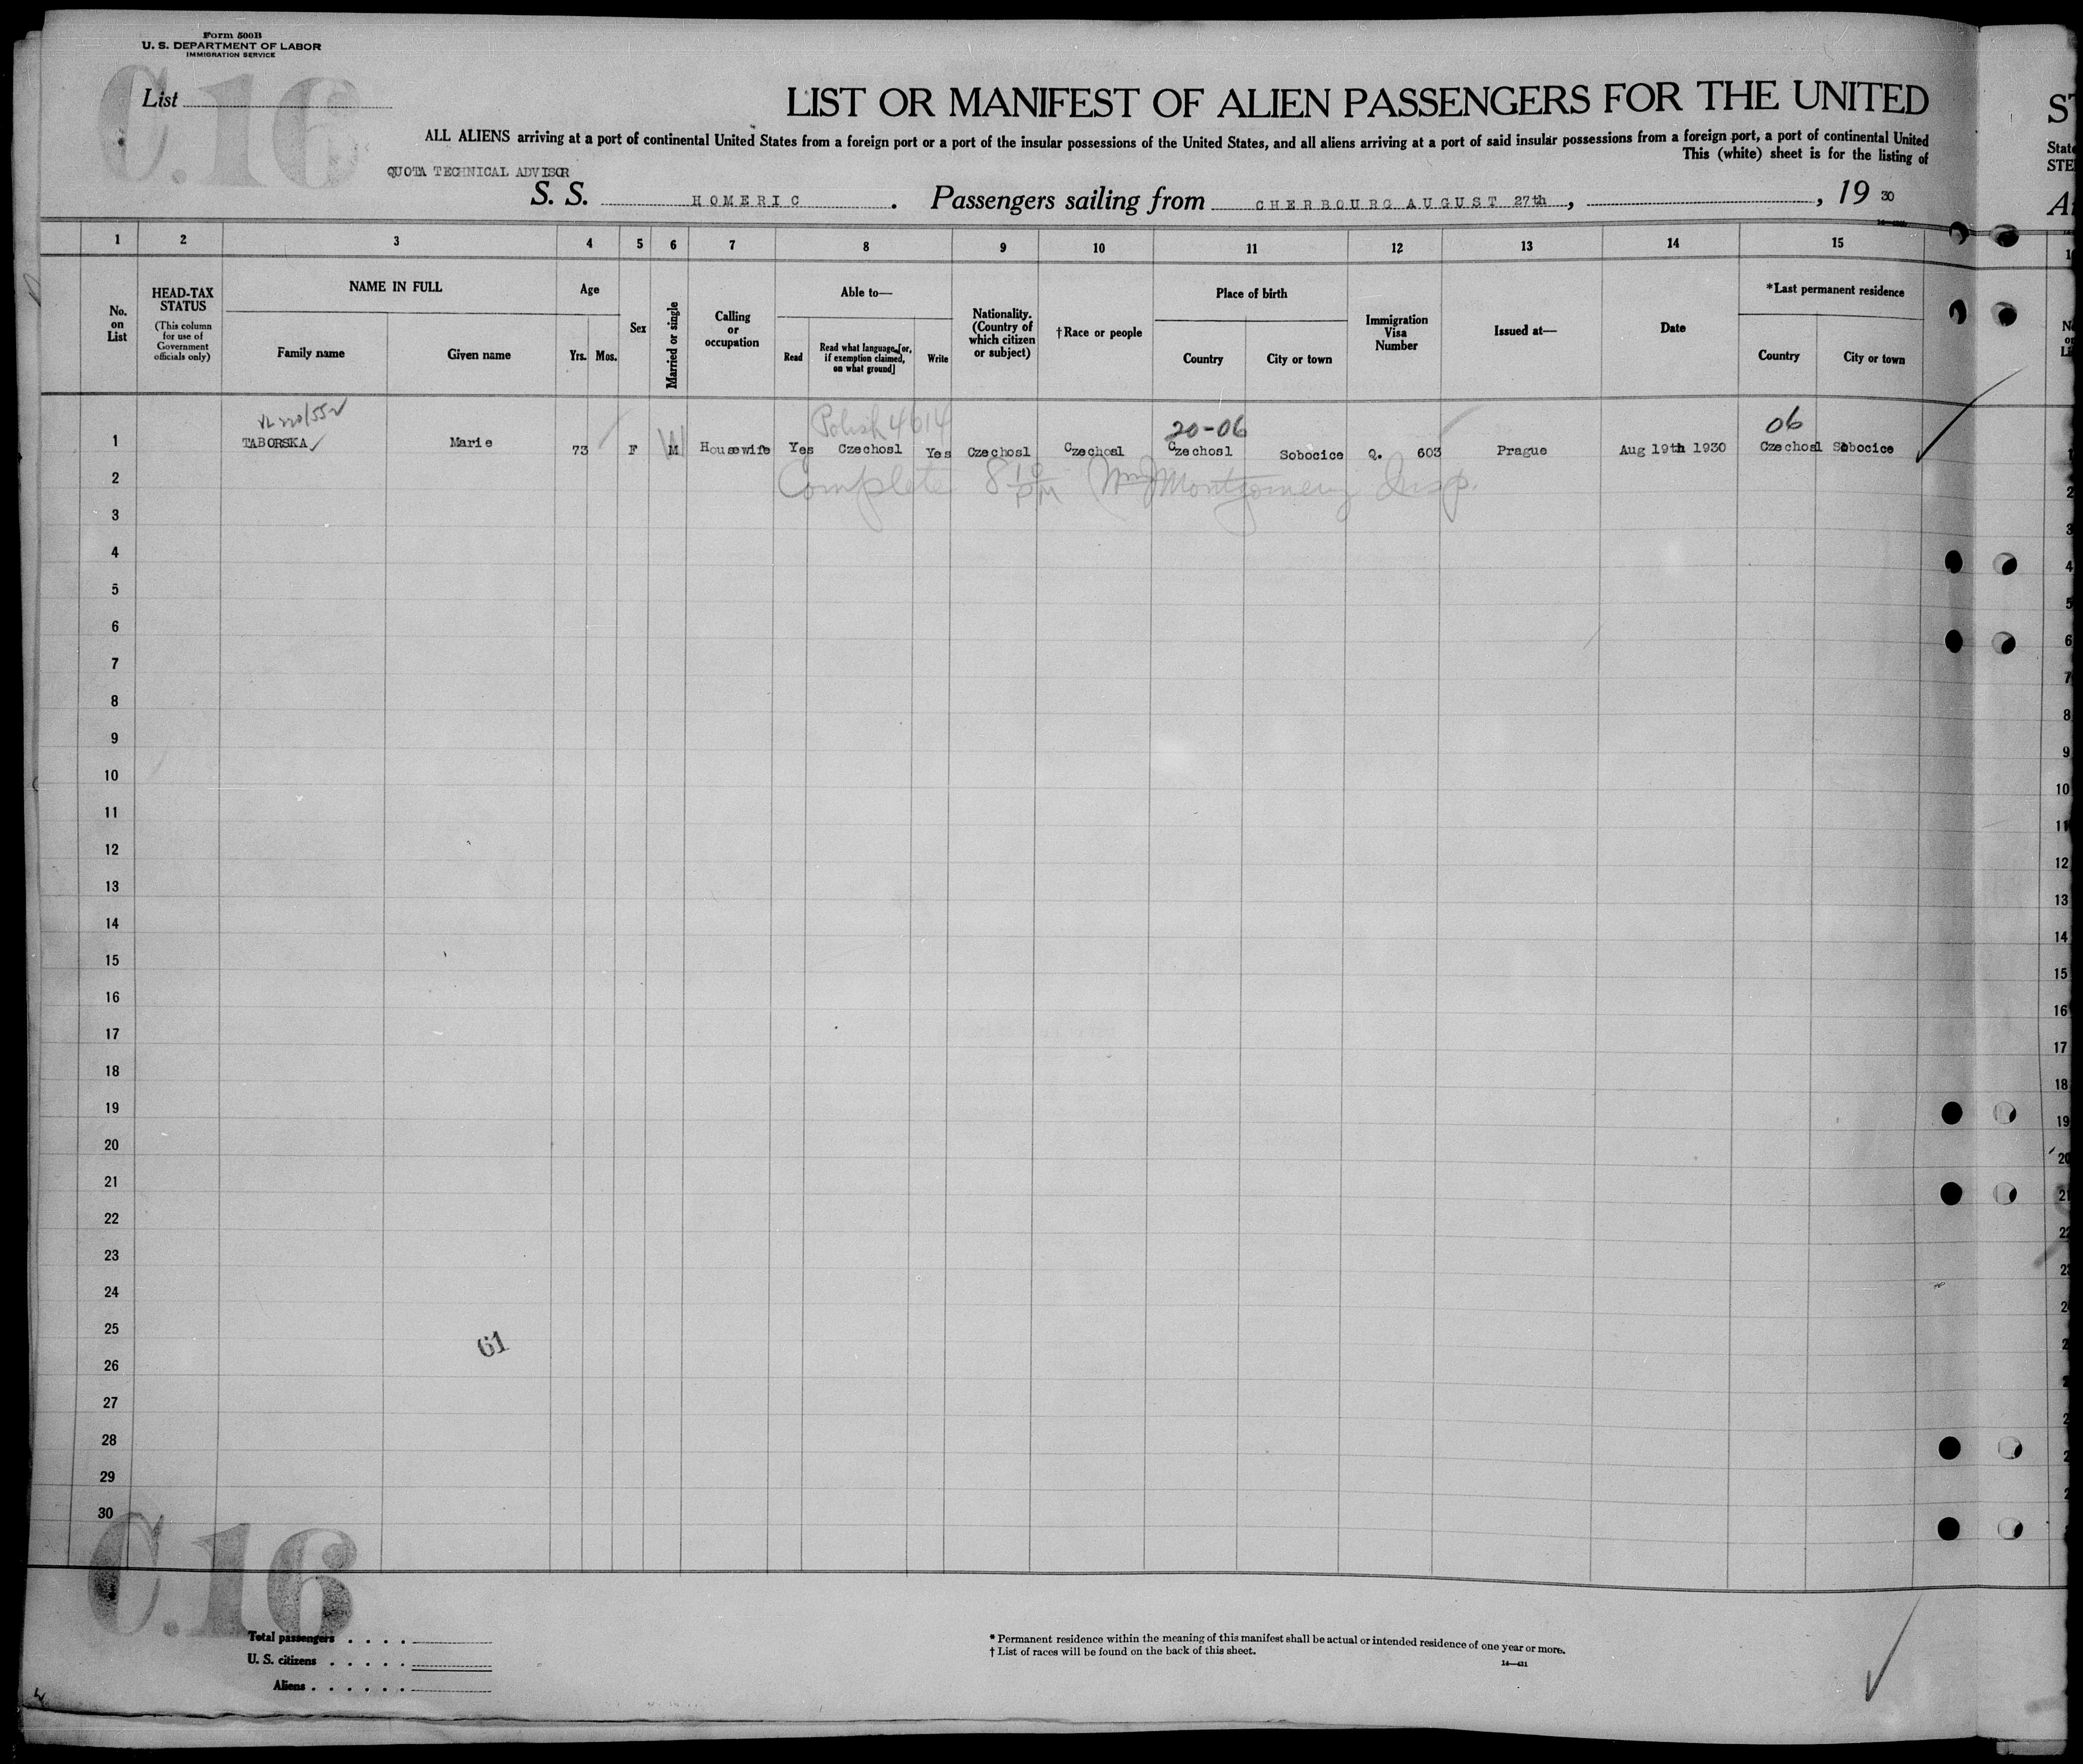 Form 500B
U. S. DEPARTMENT OF LABOR
IMMIGRATION SERVICE
C.16
List
LIST OR MANIFEST OF ALIEN PASSENGERS FOR THE UNITED
ALL ALIENS arriving at a port of continental United States from a foreign port or a port of the insular possessions of the United States, and all aliens arriving at a port of said insular possessions from a foreign port, a port of continental United
This (white) sheet is for the listing of
QUOTA TECHNICAL ADVISOR
S. S. HOMERIC. Passengers sailing from CHERBOURG AUGUST 27th, , 19 30
1 2 3 4 5 6 7 8 9 10 11 12 13 14 15
No. on List
HEAD-TAX STATUS
(This column for use of Government officials only)
NAME IN FULL
Family name
Given name
Age
Yrs. Mos.
Sex
Married or single
Calling or occupation
Able to—
Read
Read what language [or, if exemption claimed, on what ground]
Write
Nationality. (Country of which citizen or subject)
†Race or people
Place of birth
Country
City or town
Immigration Visa Number
Issued at—
Date
*Last permanent residence
Country
City or town
Polish 4614
20-06
06
1 TABORSKA Marie 73 F M Housewife Yes Czechosl Yes Czechosl Czechosl Czechosl Sobocice Q. 603 Prague Aug 19th 1930 Czechosl Sobocice
2
Complete 8 10 PM Wm J Montgomery Insp.
3
4
5
6
7
8
9
10
11
12
13
14
15
16
17
18
19
20
21
22
23
24
25
61
26
27
28
29
30
C.16
Total passengers
U. S. citizens
Aliens
* Permanent residence within the meaning of this manifest shall be actual or intended residence of one year or more.
† List of races will be found on the back of this sheet.